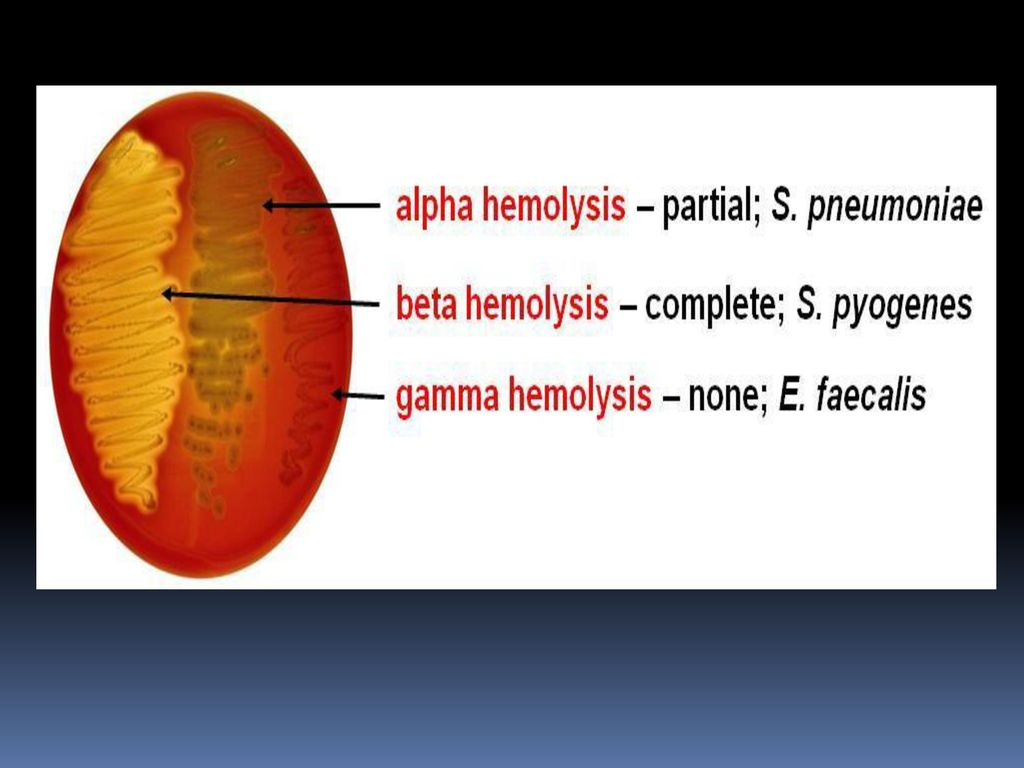 alpha hemolysis – partial; S. pneumoniae
beta hemolysis – complete; S. pyogenes
gamma hemolysis – none; E. faecalis